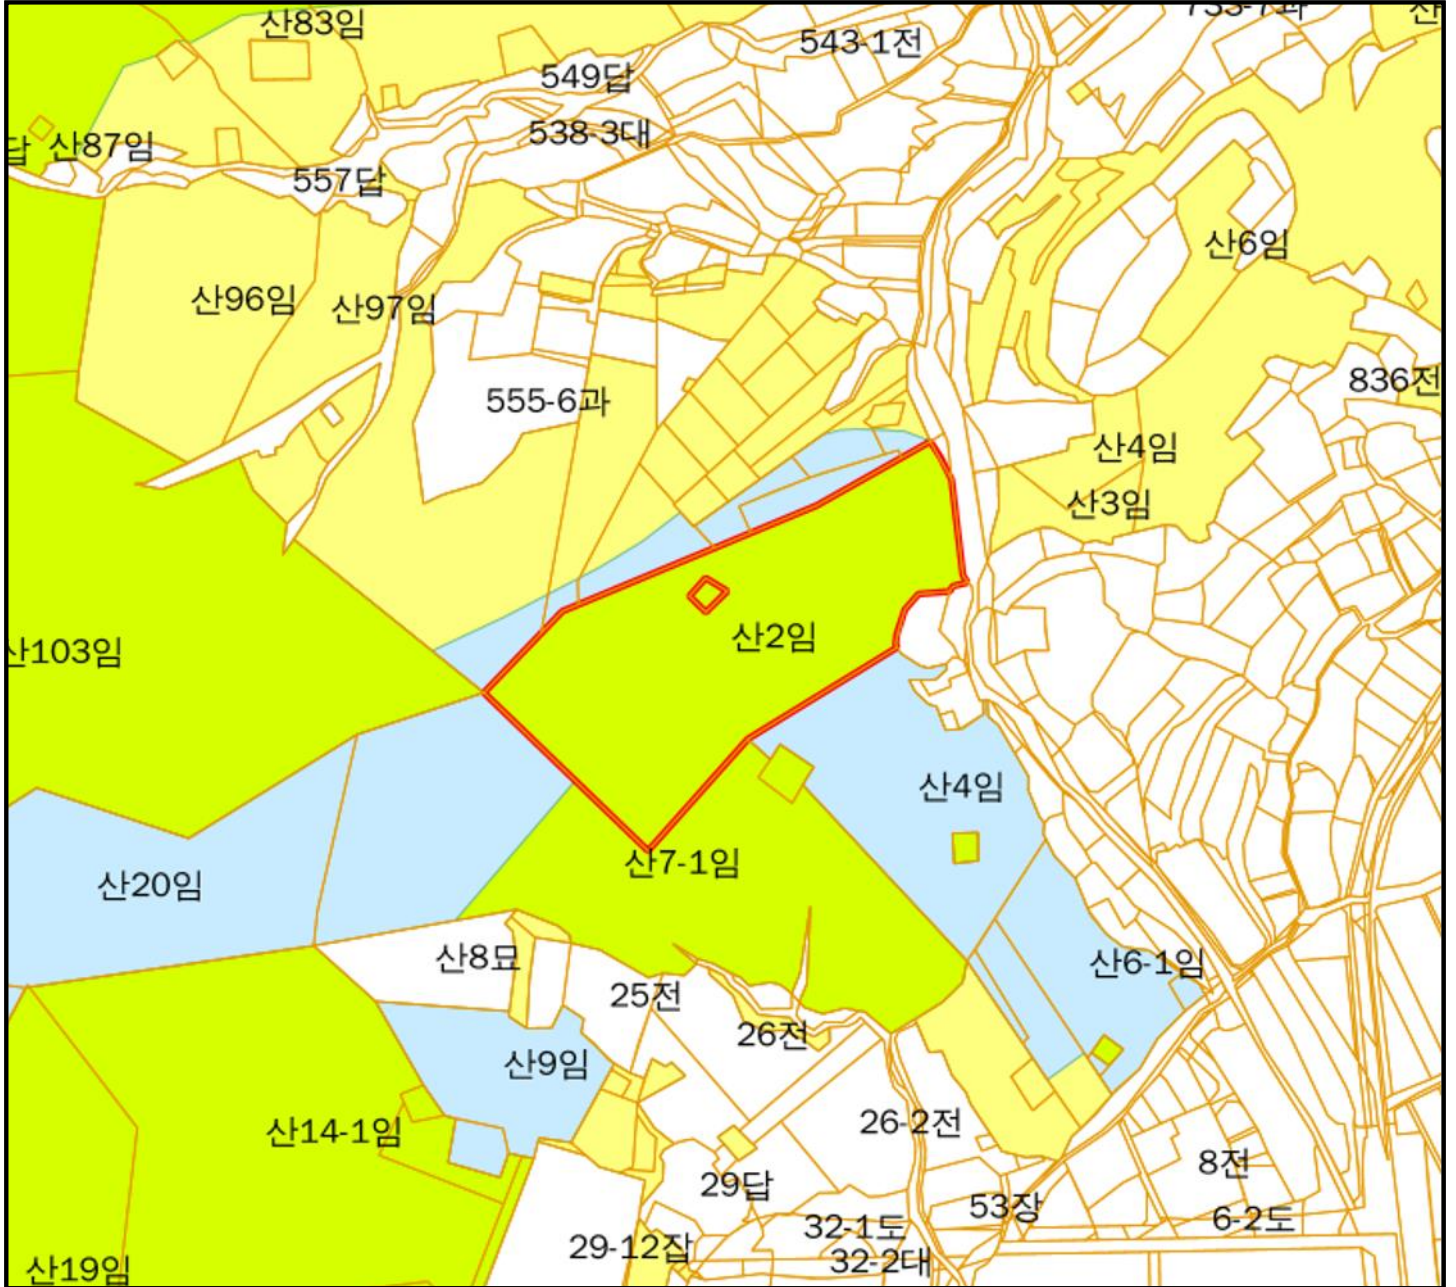 산83임
543-1전
549답
538-3대
답
산87임
557답
산6임
산96임
산97임
836전
555-6과
산4임
산3임
산2임
산103임
산4임
산7-1임
산20임
산8묘
산6-1임
25전
26전
산9임
26-2전
산14-1임
8전
29답
53장
6-2도
32-1도
29-12잡
32-2대
산19임